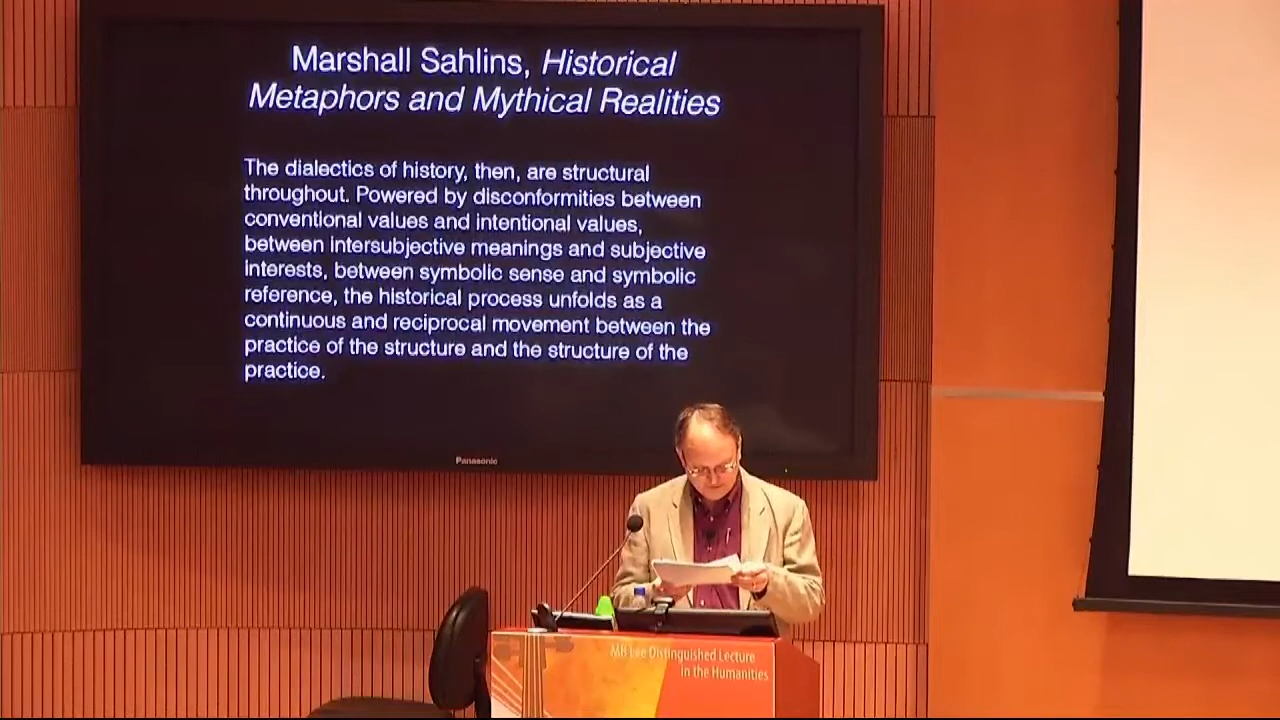 Marshall Sahlins, Historical
Metaphors and Mythical Realities
The dialectics of history, then, are structural
throughout. Powered by disconformities between
conventional values and intentional values,
between intersubjective meanings and subjective
interests, between symbolic sense and symbolic
reference, the historical process unfolds as a
continuous and reciprocal movement between the
practice of the structure and the structure of the
practice.
Panasonic
MB Lee Distinguished Lecture
in the Humanities